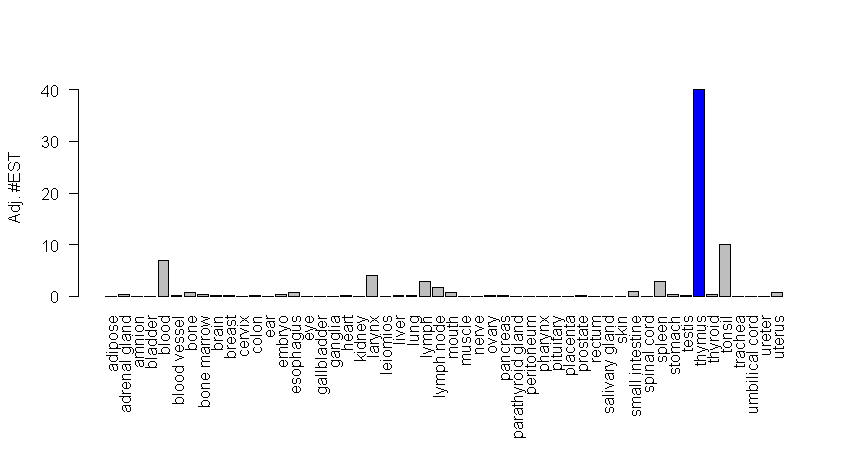 Adj. #EST
40
30
20
10
0
adipose
adrenal gland
amnion
bladder
blood
blood vessel
bone
bone marrow
brain
breast
cervix
colon
ear
embryo
esophagus
eye
gallbladder
ganglia
heart
kidney
larynx
leiomios
liver
lung
lymph
lymph node
mouth
muscle
nerve
ovary
pancreas
parathyroid gland
peritoneum
pharynx
pituitary
placenta
prostate
rectum
salivary gland
skin
small intestine
spinal cord
spleen
stomach
testis
thymus
thyroid
tonsil
trachea
umbilical cord
ureter
uterus